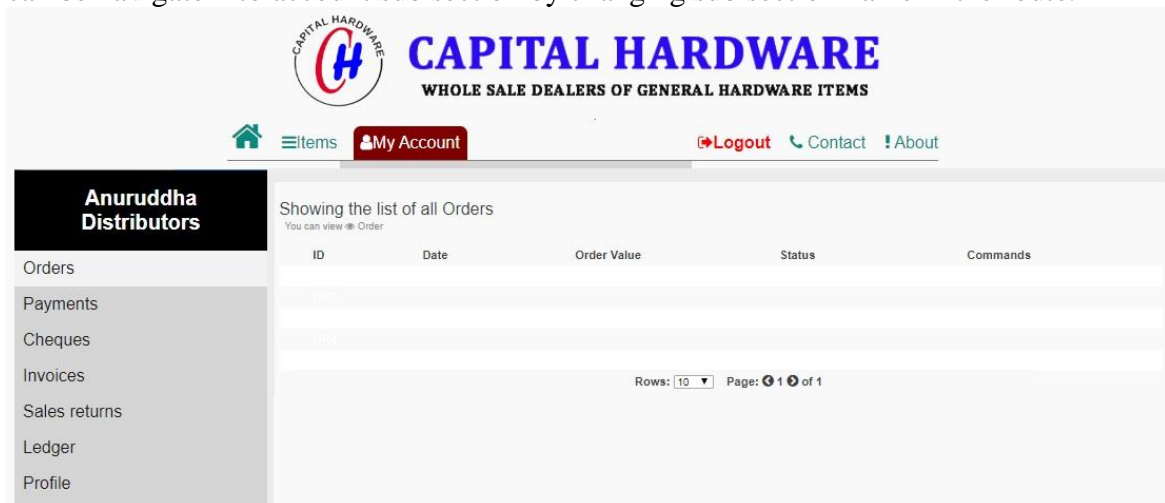 CAPITAL HARDWARE
CH
CAPITAL HARDWARE
WHOLE SALE DEALERS OF GENERAL HARDWARE ITEMS
Items My Account Logout Contact About
Anuruddha
Distributors
Showing the list of all Orders
You can view Order
ID Date Order Value Status Commands
Orders
Payments
Cheques
Invoices
Rows: 10 Page: 1 of 1
Sales returns
Ledger
Profile